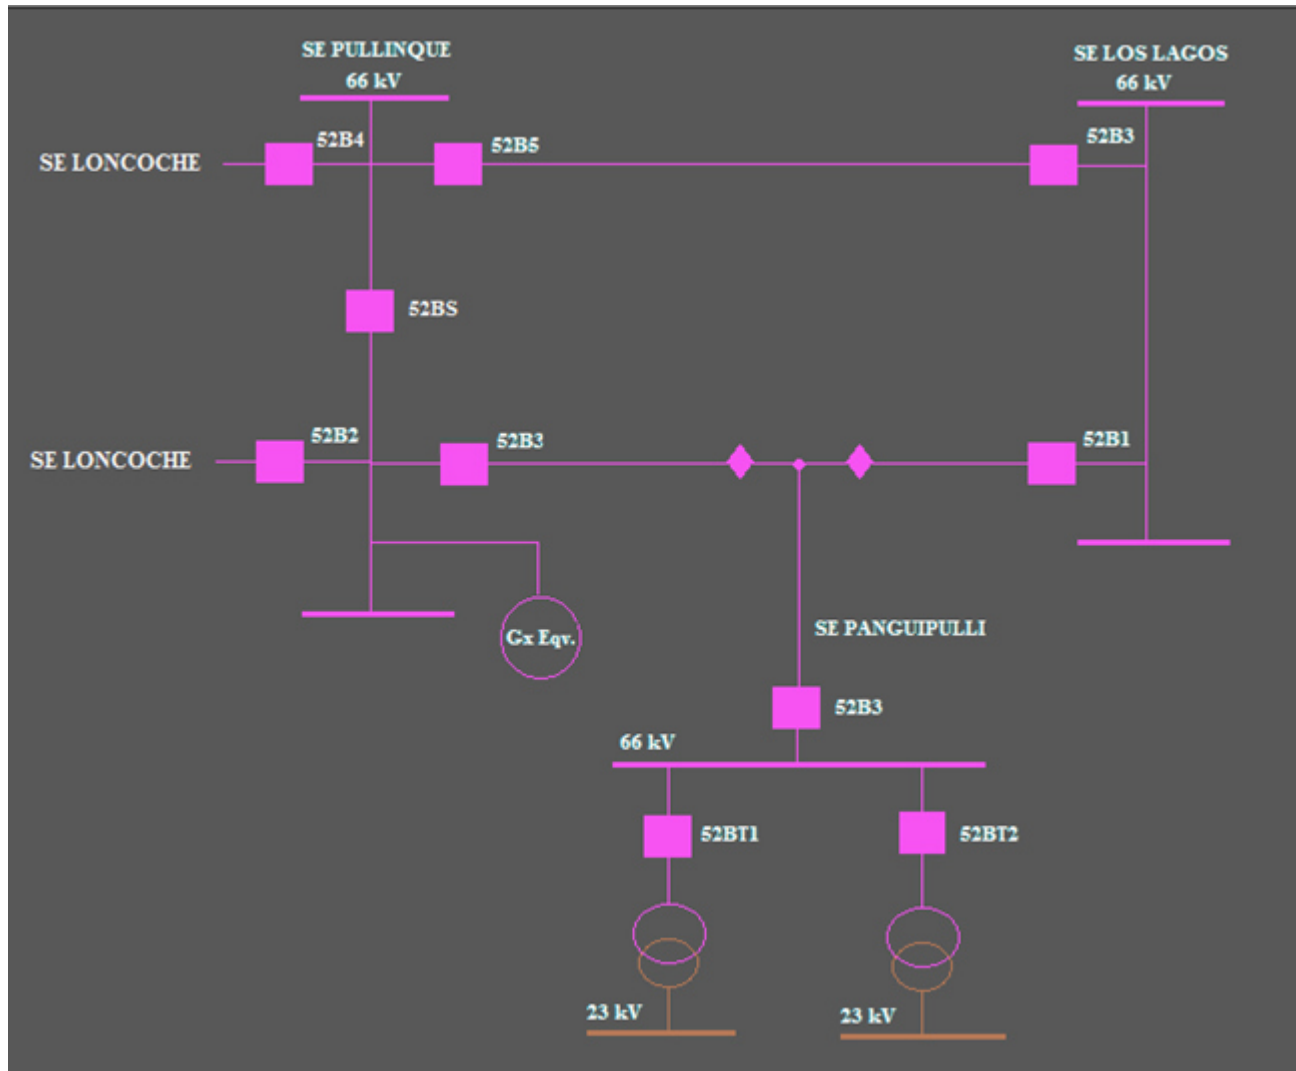 SE PULLINQUE
66 kV
SE LOS LAGOS
66 kV
52B4
52B5
52B3
SE LONCOCHE
52BS
52B2
52B3
52B1
SE LONCOCHE
Gx Eqv.
SE PANGUIPULLI
52B3
66 kV
52BT1
52BT2
23 kV
23 kV